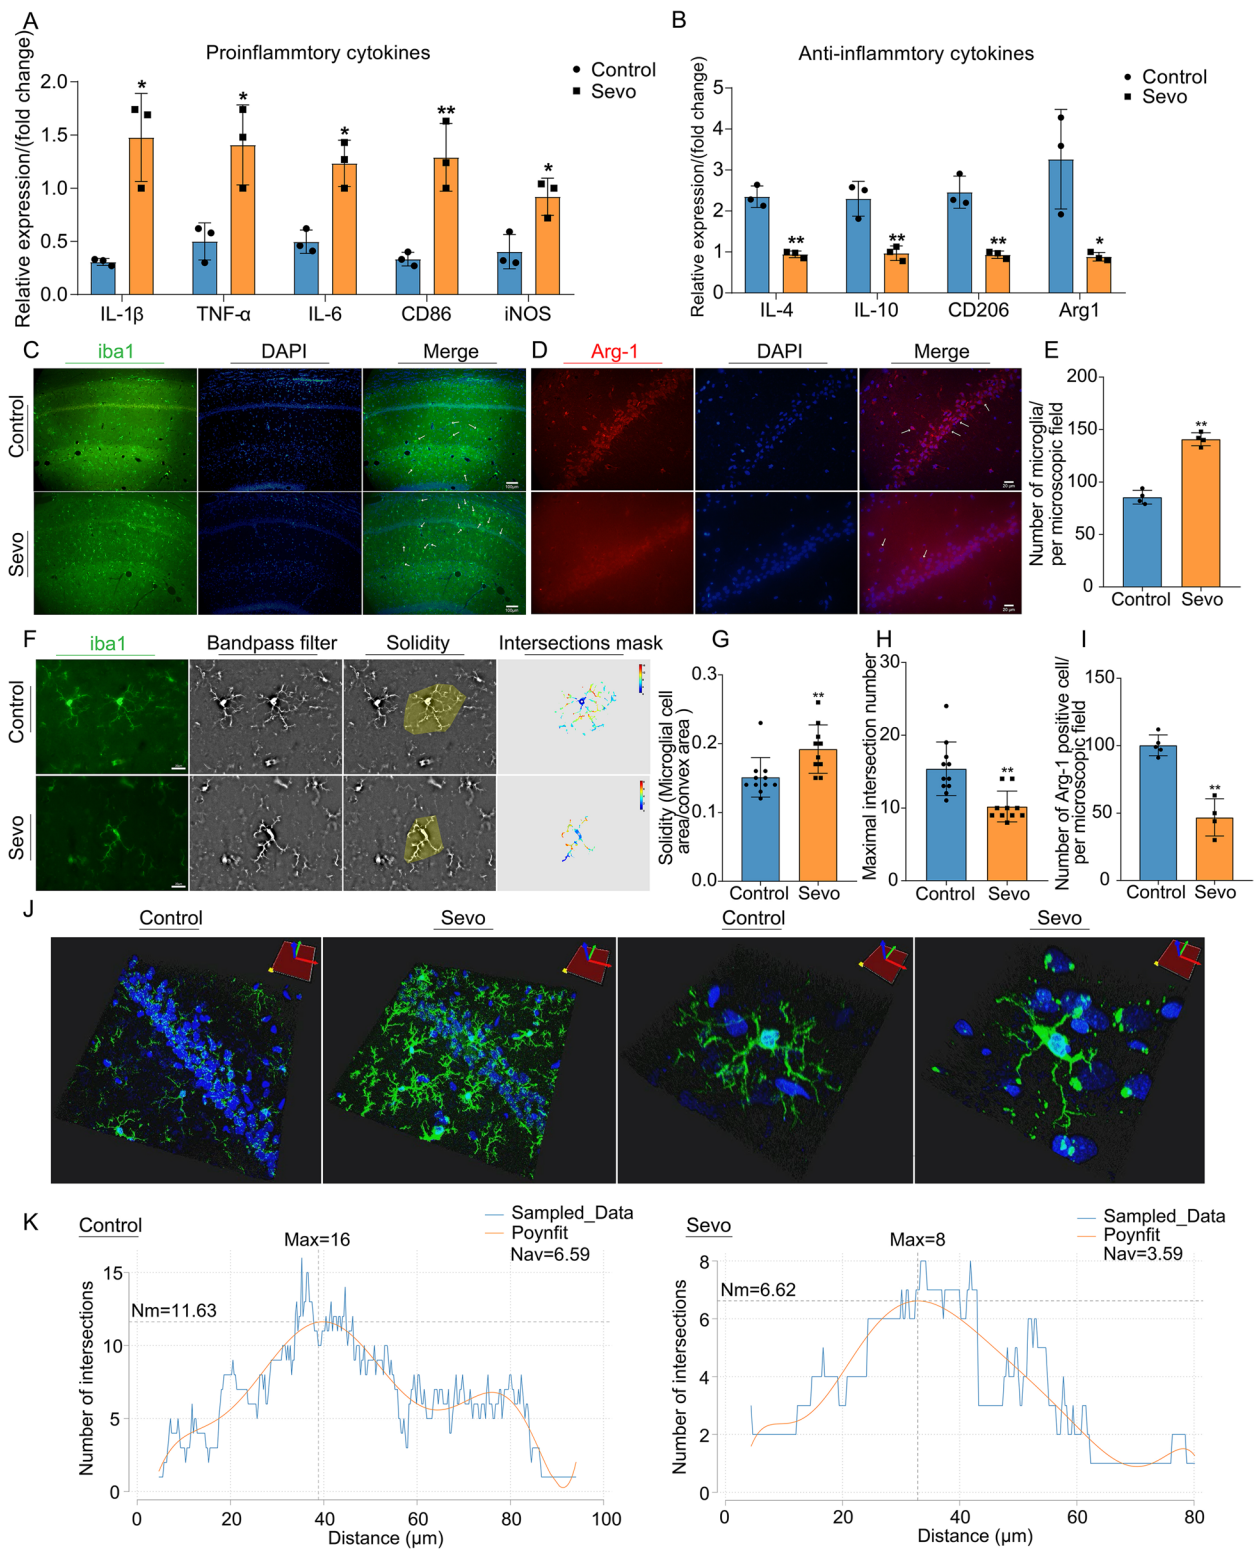 A
Proinflammtory cytokines
Control
Sevo
Relative expression/(fold change)
2.0
1.5
1.0
0.5
0.0
* * * ** *
IL-1β TNF-α IL-6 CD86 iNOS
B
Anti-inflammtory cytokines
Control
Sevo
Relative expression/(fold change)
5
4
3
2
1
0
** ** ** *
IL-4 IL-10 CD206 Arg1
C
iba1 DAPI Merge
Control
Sevo
100μm
100μm
D
Arg-1 DAPI Merge
20 μm
20 μm
E
Number of microglia/
per microscopic field
200
150
100
50
0
**
Control Sevo
F
iba1 Bandpass filter Solidity Intersections mask
Control
Sevo
G
Solidity (Microglial cell
area/convex area )
0.3
0.2
0.1
0.0
**
Control Sevo
H
Maximal intersection number
30
20
10
0
**
Control Sevo
I
Number of Arg-1 positive cell/
per microscopic field
150
100
50
0
**
Control Sevo
J
Control Sevo Control Sevo
K
Control
Sampled_Data
Poynfit
Nav=6.59
Max=16
Nm=11.63
Number of intersections
15
10
5
0
0 20 40 60 80 100
Distance (μm)
Sevo
Sampled_Data
Poynfit
Nav=3.59
Max=8
Nm=6.62
Number of intersections
8
6
4
2
0
0 20 40 60 80
Distance (μm)